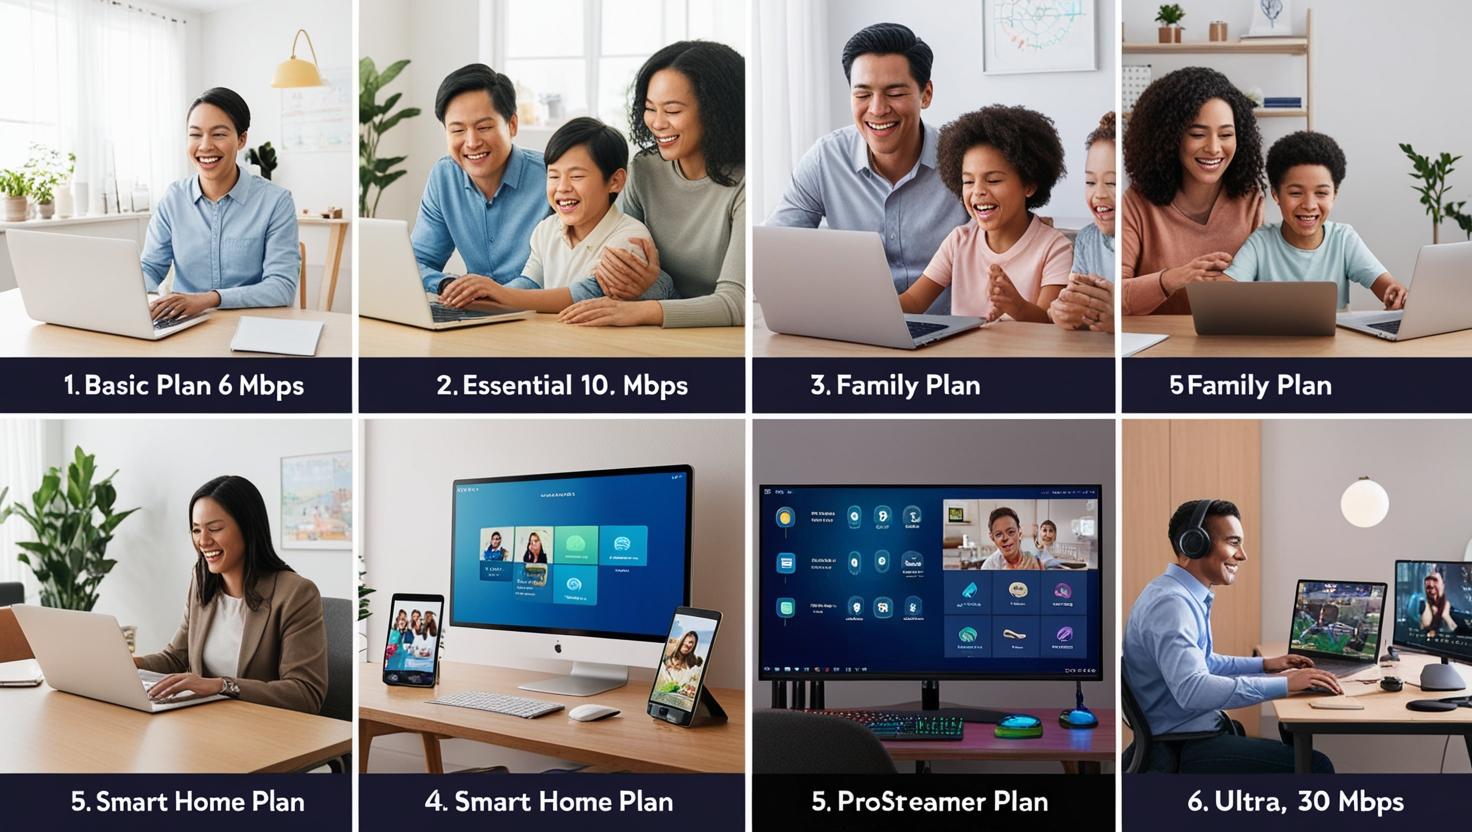 1. Basic Plan 6 Mbps
2. Essential 10. Mbps
3. Family Plan
5 Family Plan
5. Smart Home Plan
4. Smart Home Plan
5. ProStreamer Plan
6. Ultra, 30 Mbps